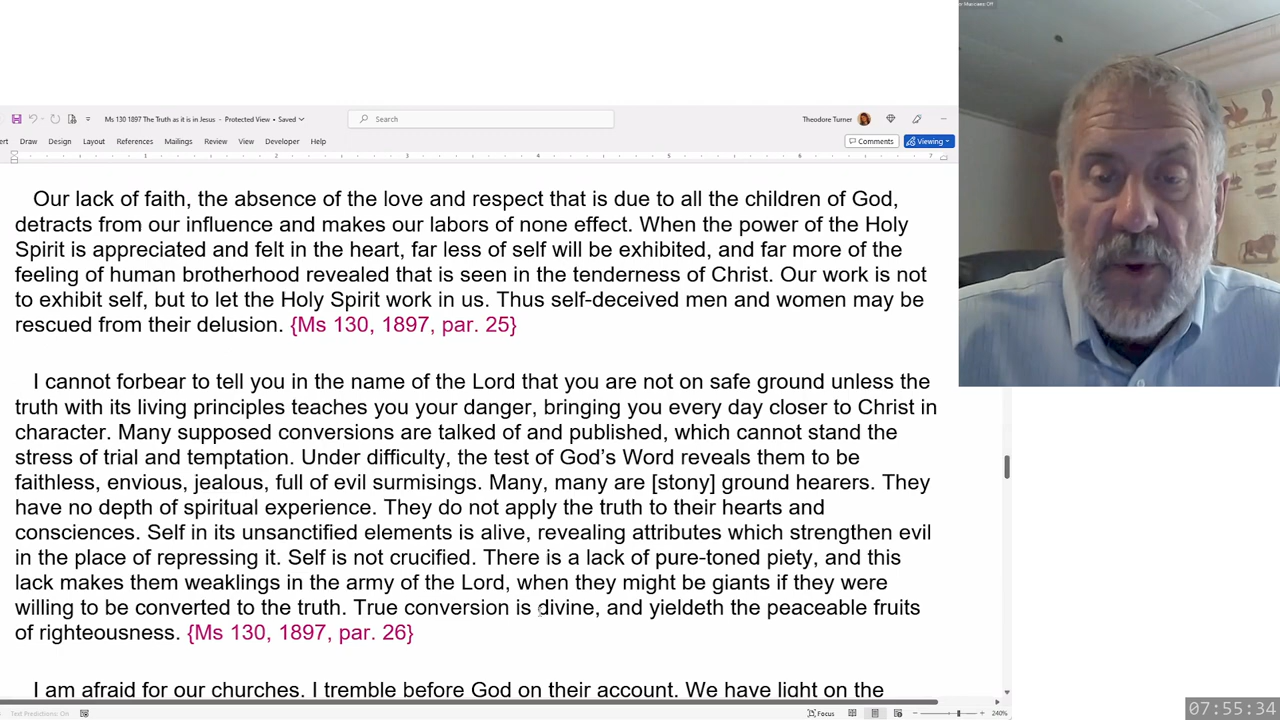 Ms 130 1897 The Truth as it is in Jesus - Protected View • Saved
Search
Theodore Turner
Draw Design Layout References Mailings Review View Developer Help
Comments Viewing
1 2 3 4 5 6 7
Our lack of faith, the absence of the love and respect that is due to all the children of God,
detracts from our influence and makes our labors of none effect. When the power of the Holy
Spirit is appreciated and felt in the heart, far less of self will be exhibited, and far more of the
feeling of human brotherhood revealed that is seen in the tenderness of Christ. Our work is not
to exhibit self, but to let the Holy Spirit work in us. Thus self-deceived men and women may be
rescued from their delusion. {Ms 130, 1897, par. 25}
I cannot forbear to tell you in the name of the Lord that you are not on safe ground unless the
truth with its living principles teaches you your danger, bringing you every day closer to Christ in
character. Many supposed conversions are talked of and published, which cannot stand the
stress of trial and temptation. Under difficulty, the test of God’s Word reveals them to be
faithless, envious, jealous, full of evil surmisings. Many, many are [stony] ground hearers. They
have no depth of spiritual experience. They do not apply the truth to their hearts and
consciences. Self in its unsanctified elements is alive, revealing attributes which strengthen evil
in the place of repressing it. Self is not crucified. There is a lack of pure-toned piety, and this
lack makes them weaklings in the army of the Lord, when they might be giants if they were
willing to be converted to the truth. True conversion is divine, and yieldeth the peaceable fruits
of righteousness. {Ms 130, 1897, par. 26}
I am afraid for our churches. I tremble before God on their account. We have light on the
Text Predictions: On
Focus
240%
07:55:34